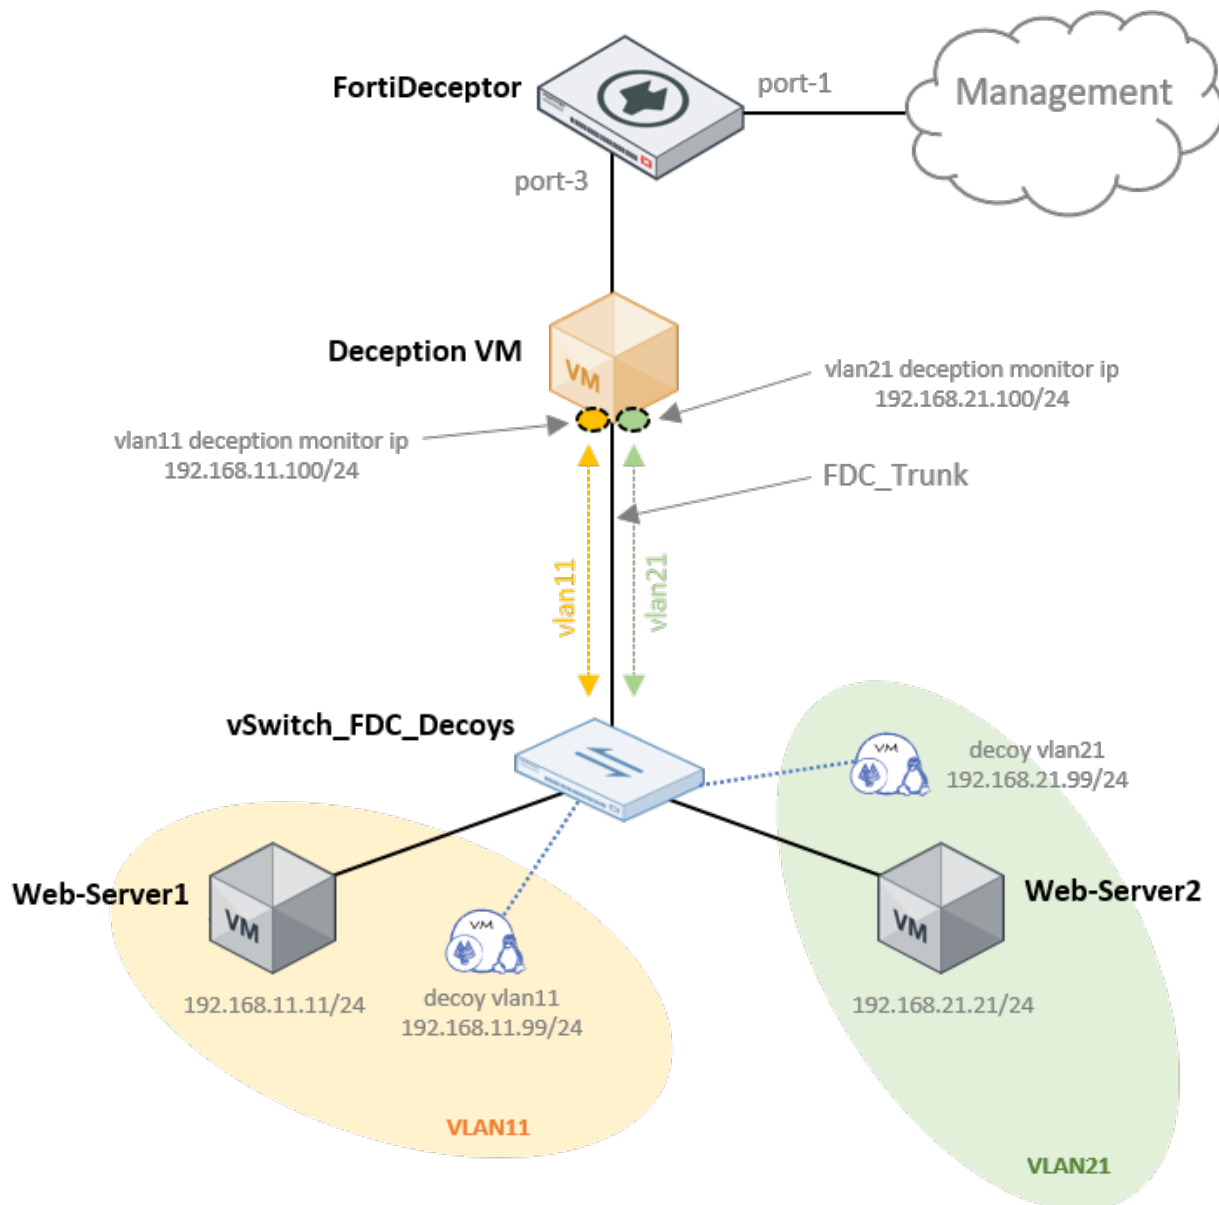 FortiDeceptor
port-1
Management
port-3
Deception VM
VM
vlan21 deception monitor ip
192.168.21.100/24
vlan11 deception monitor ip
192.168.11.100/24
FDC_Trunk
vlan11
vlan21
vSwitch_FDC_Decoys
VM
decoy vlan21
192.168.21.99/24
Web-Server1
VM
192.168.11.11/24
VM
decoy vlan11
192.168.11.99/24
Web-Server2
VM
192.168.21.21/24
VLAN11
VLAN21